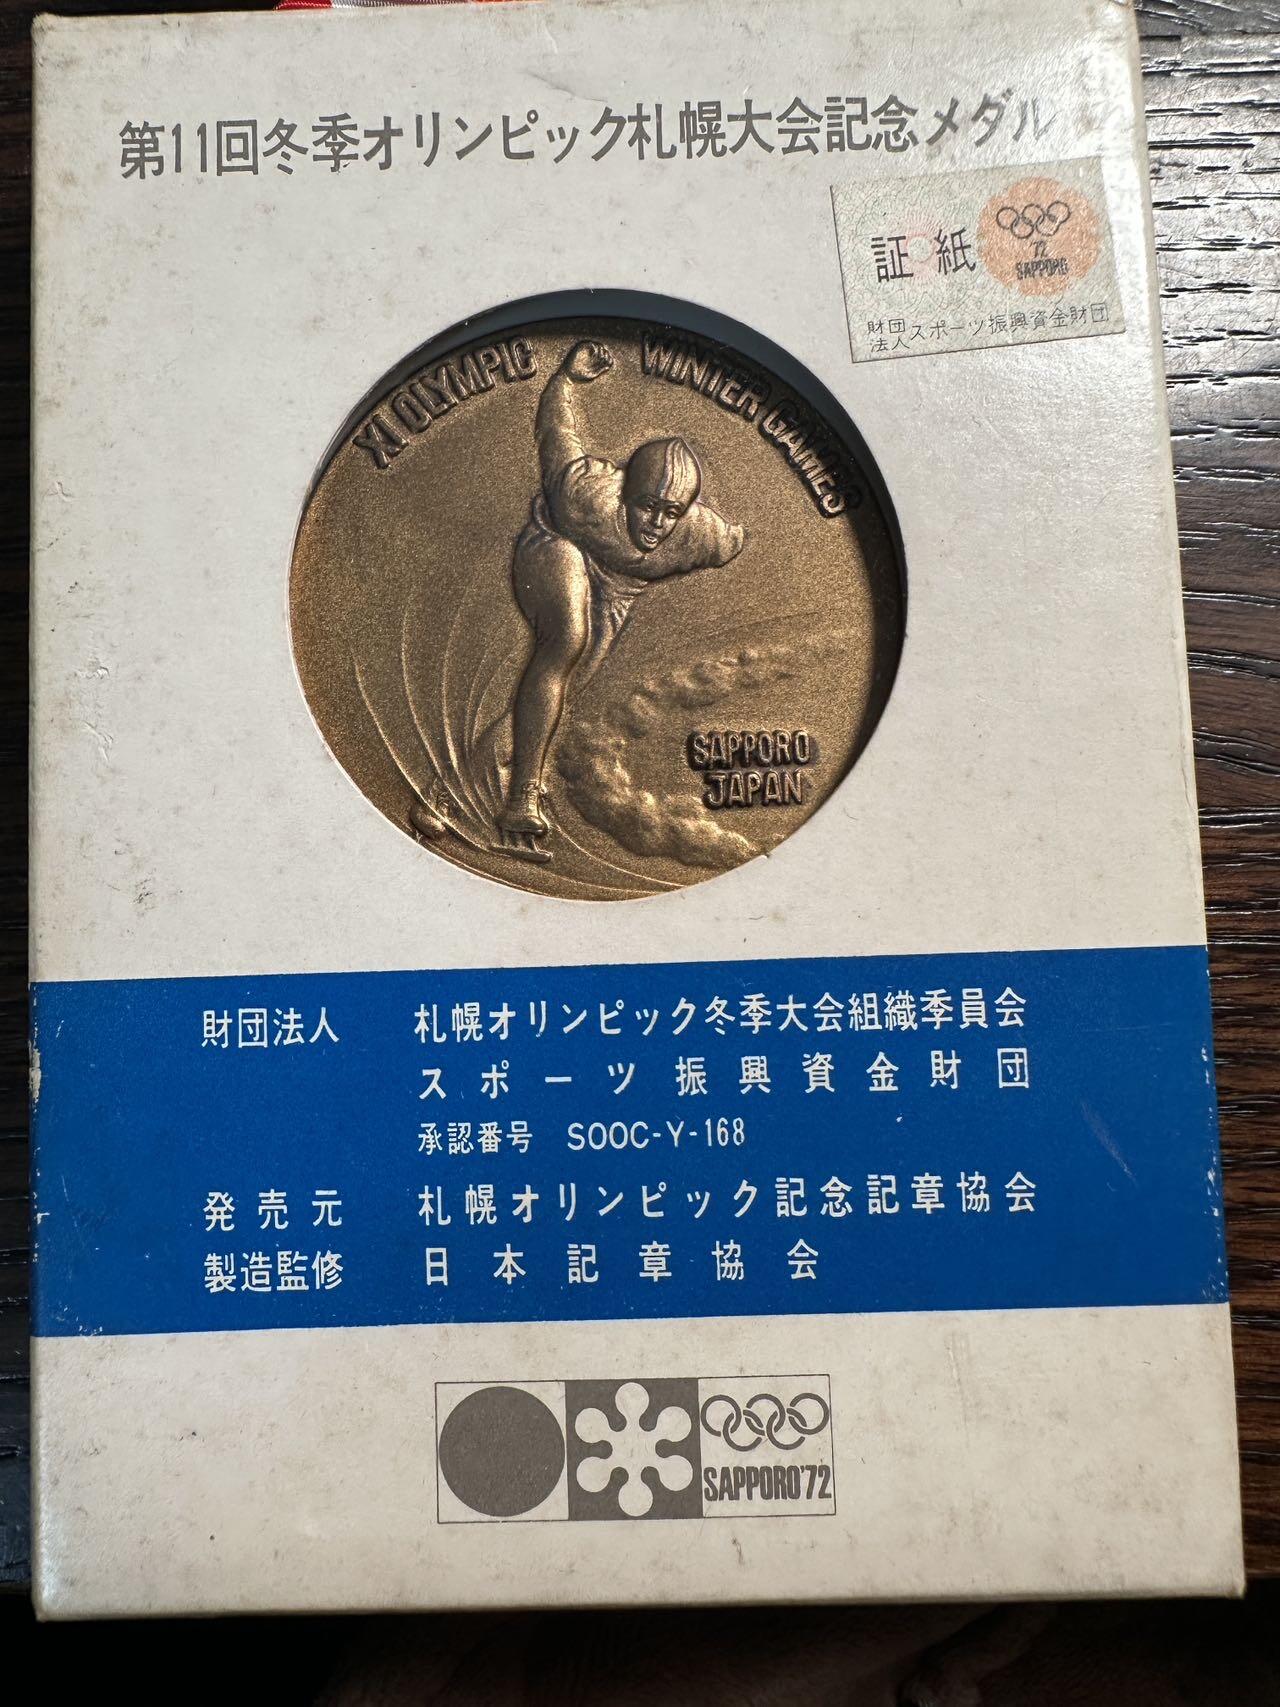 第11回冬季オリンピック札幌大会記念メダル
証紙
'72
SAPPORO
財団法人スポーツ振興資金財団
XI OLYMPIC WINTER GAMES
SAPPORO
JAPAN
財団法人 札幌オリンピック冬季大会組織委員会
スポーツ振興資金財団
承認番号 SOOC-Y-168
発売元 札幌オリンピック記念記章協会
製造監修 日本記章協会
SAPPORO'72